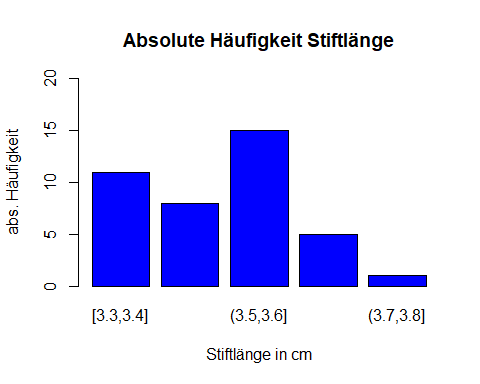 Absolute Häufigkeit Stiftlänge
abs. Häufigkeit
20
15
10
5
0
[3.3,3.4] (3.5,3.6] (3.7,3.8]
Stiftlänge in cm